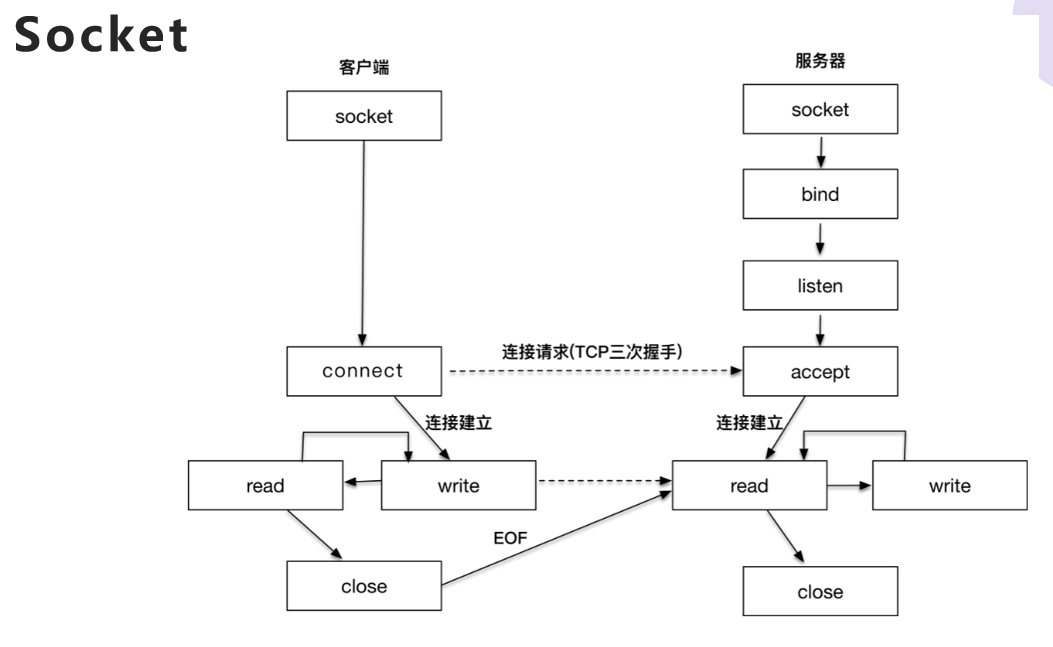 Socket
客户端
服务器
socket
socket
bind
listen
连接请求(TCP三次握手)
connect
accept
连接建立
连接建立
read
write
read
write
EOF
close
close